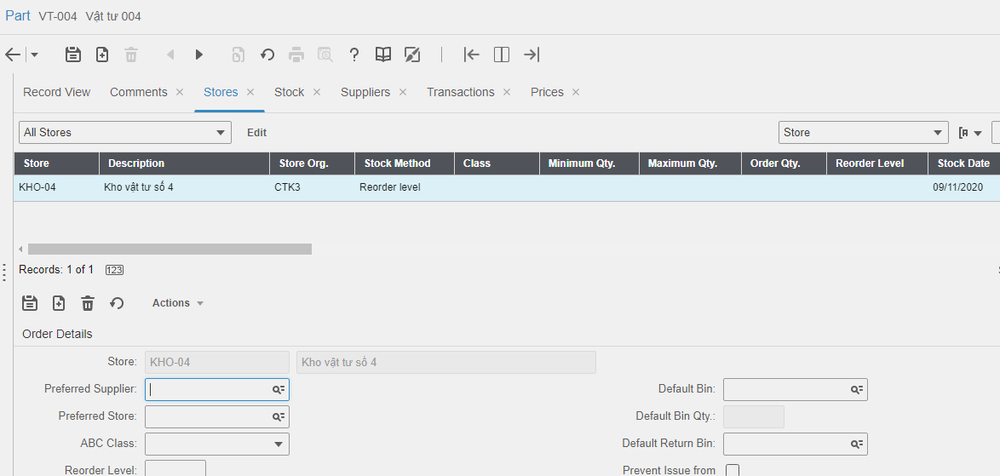 Part VT-004 Vật tư 004
Record View Comments Stores Stock Suppliers Transactions Prices
All Stores Edit Store
Store Description Store Org. Stock Method Class Minimum Qty. Maximum Qty. Order Qty. Reorder Level Stock Date
KHO-04 Kho vật tư số 4 CTK3 Reorder level 09/11/2020
Records: 1 of 1 123
Actions
Order Details
Store: KHO-04 Kho vật tư số 4
Preferred Supplier: Default Bin:
Preferred Store: Default Bin Qty.:
ABC Class: Default Return Bin:
Reorder Level: Prevent Issue from